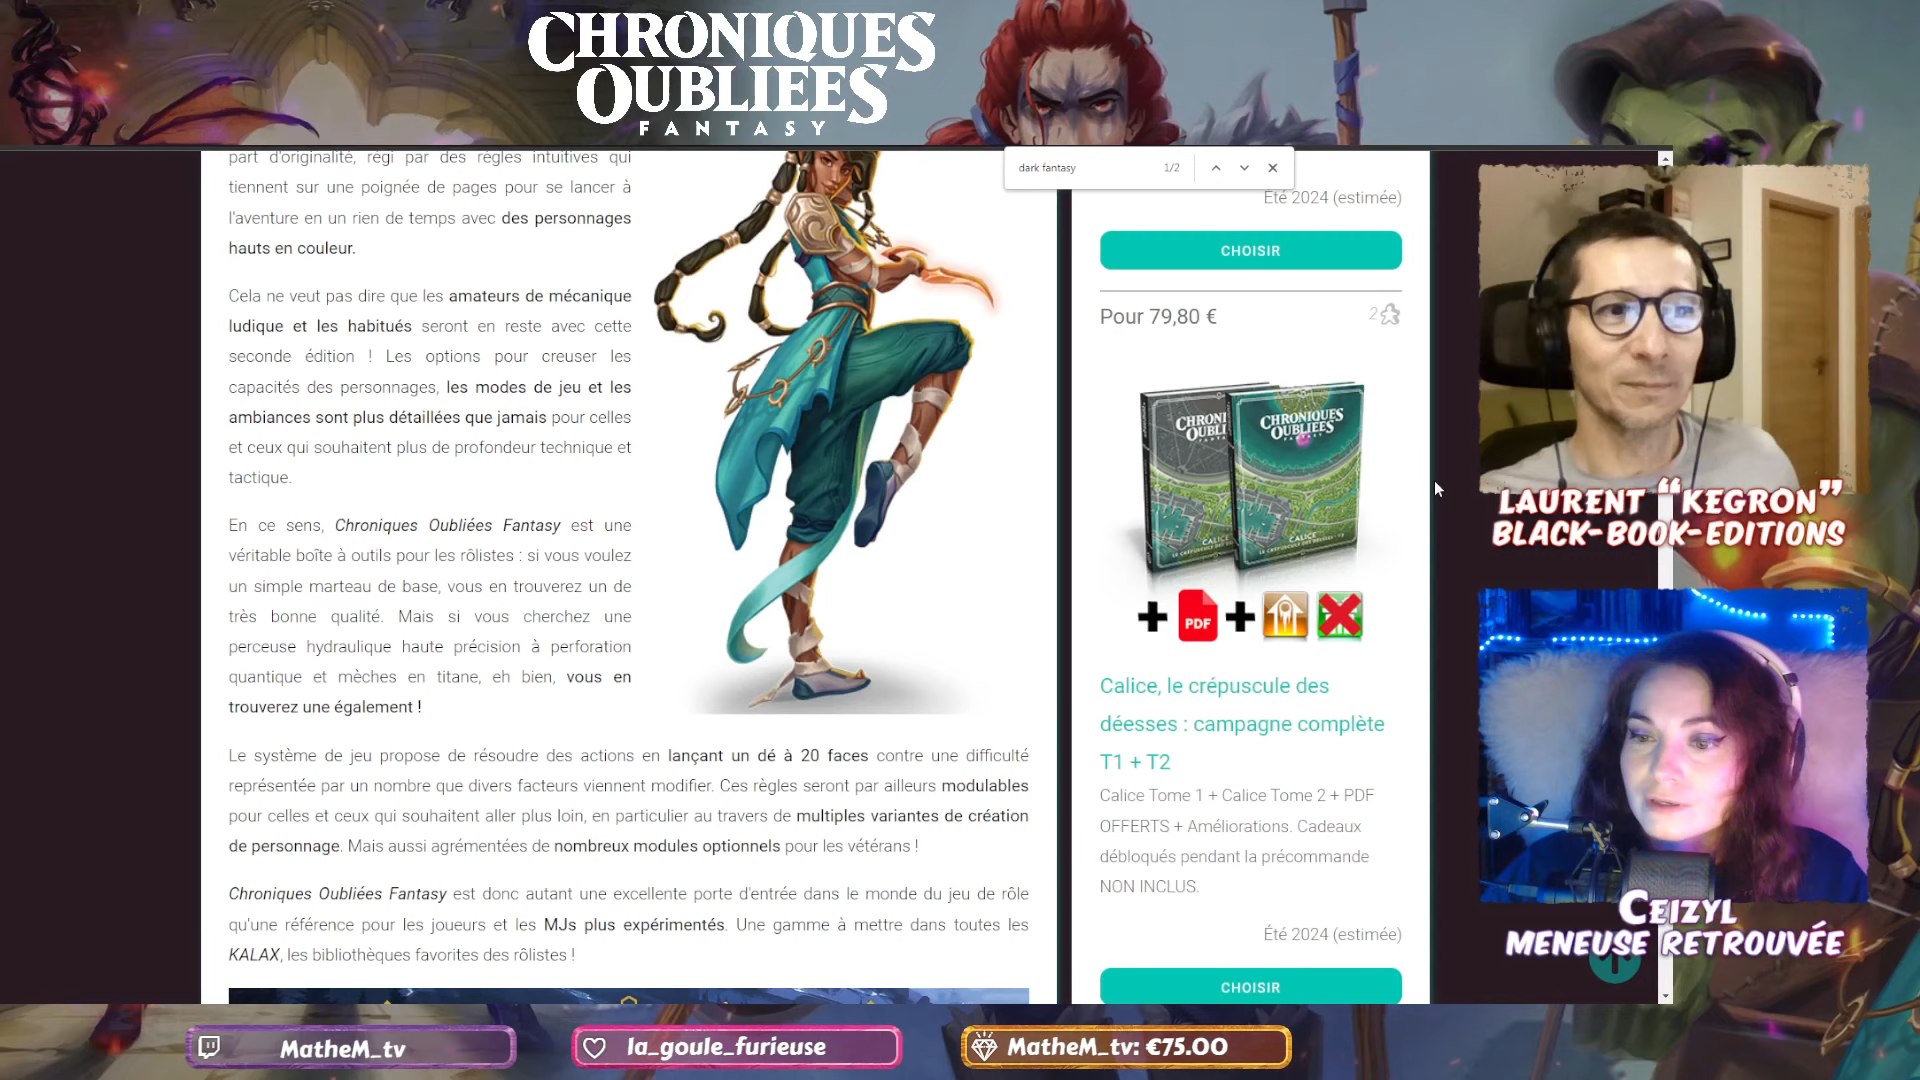 CHRONIQUES
OUBLIEES
FANTASY
part d'originalité, régi par des règles intuitives qui
tiennent sur une poignée de pages pour se lancer à
l'aventure en un rien de temps avec des personnages
hauts en couleur.
Cela ne veut pas dire que les amateurs de mécanique
ludique et les habitués seront en reste avec cette
seconde édition ! Les options pour creuser les
capacités des personnages, les modes de jeu et les
ambiances sont plus détaillées que jamais pour celles
et ceux qui souhaitent plus de profondeur technique et
tactique.
En ce sens, Chroniques Oubliées Fantasy est une
véritable boîte à outils pour les rôlistes : si vous voulez
un simple marteau de base, vous en trouverez un de
très bonne qualité. Mais si vous cherchez une
perceuse hydraulique haute précision à perforation
quantique et mèches en titane, eh bien, vous en
trouverez une également !
Le système de jeu propose de résoudre des actions en lançant un dé à 20 faces contre une difficulté
représentée par un nombre que divers facteurs viennent modifier. Ces règles seront par ailleurs modulables
pour celles et ceux qui souhaitent aller plus loin, en particulier au travers de multiples variantes de création
de personnage. Mais aussi agrémentées de nombreux modules optionnels pour les vétérans !
Chroniques Oubliées Fantasy est donc autant une excellente porte d'entrée dans le monde du jeu de rôle
qu'une référence pour les joueurs et les MJs plus expérimentés. Une gamme à mettre dans toutes les
KALAX, les bibliothèques favorites des rôlistes !
dark fantasy 1/2
Été 2024 (estimée)
CHOISIR
Pour 79,80 € 2
CHRONIQUES
OUBLIEES
CALICE
PDF
Calice, le crépuscule des
déesses : campagne complète
T1 + T2
Calice Tome 1 + Calice Tome 2 + PDF
OFFERTS + Améliorations. Cadeaux
débloqués pendant la précommande
NON INCLUS.
Été 2024 (estimée)
CHOISIR
LAURENT “KEGRON”
BLACK-BOOK-EDITIONS
CEIZYL
MENEUSE RETROUVÉE
MatheM_tv
la_goule_furieuse
MatheM_tv: €75.00